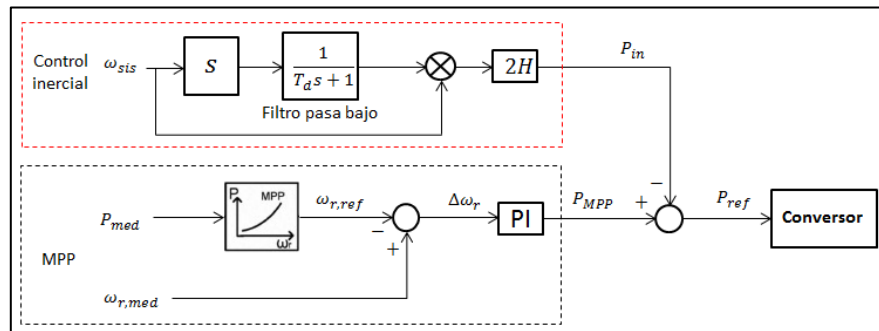 Control
inercial
ω_sis
S
1
T_d s + 1
Filtro pasa bajo
2H
P_in
P_med
P
MPP
ω_r
ω_r,ref
−
+
Δω_r
PI
P_MPP
+
−
P_ref
Conversor
MPP
ω_r,med